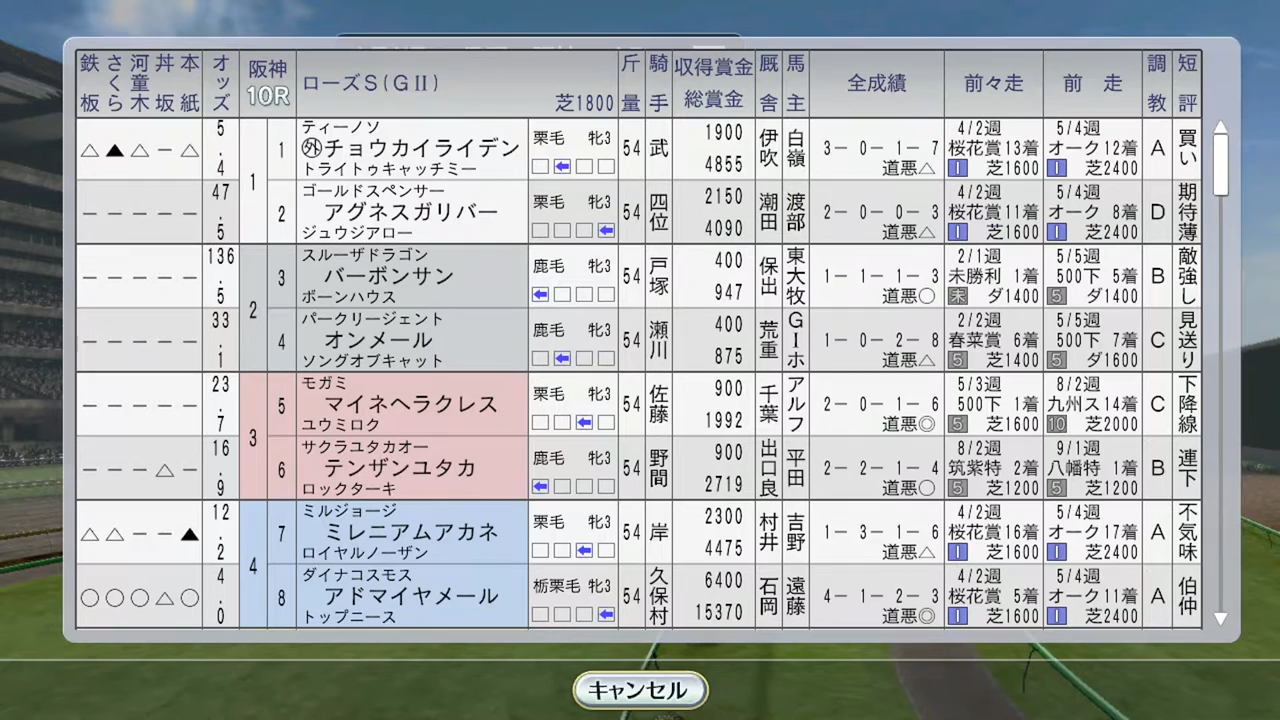 鉄板 さくら 河童木 丼坂 本紙 オッズ 阪神10R ローズS(GⅡ) 芝1800 斤量 騎手 収得賞金 総賞金 厩舎 馬主 全成績 前々走 前走 調教 短評
△ ▲ △ － △ 5.4 1 1 ティーノソ 栗毛 牝3 54 武 1900 伊吹 白嶺 3－0－1－7 4/2週 5/4週 A 買い
外チョウカイライデン 桜花賞13着 オーク12着
トライトゥキャッチミー 4855 道悪△ Ⅰ 芝1600 Ⅰ 芝2400
－ － － － － 47.5 2 ゴールドスペンサー 栗毛 牝3 54 四位 2150 潮田 渡部 2－0－0－3 4/2週 5/4週 D 期待薄
アグネスガリバー 桜花賞11着 オーク 8着
ジュウジアロー 4090 道悪△ Ⅰ 芝1600 Ⅰ 芝2400
－ － － － － 136.5 2 3 スルーザドラゴン 鹿毛 牝3 54 戸塚 400 保出 東大牧 1－1－1－3 2/1週 5/5週 B 敵強し
バーボンサン 未勝利 1着 500下 5着
ボーンハウス 947 道悪○ 未 ダ1400 5 ダ1400
－ － － － － 33.1 4 パークリージェント 鹿毛 牝3 54 瀬川 400 荒重 GIホ 1－0－2－8 2/2週 5/5週 C 見送り
オンメール 春菜賞 6着 500下 7着
ソングオブキャット 875 道悪△ 5 芝1400 5 ダ1600
－ － － － － 23.7 3 5 モガミ 栗毛 牝3 54 佐藤 900 千葉 アルフ 2－0－1－6 5/3週 8/2週 C 下降線
マイネヘラクレス 500下 1着 九州ス14着
ユウミロク 1992 道悪◎ 5 芝1600 10 芝2000
－ － － △ － 16.9 6 サクラユタカオー 鹿毛 牝3 54 野間 900 出口良 平田 2－2－1－4 8/2週 9/1週 B 連下
テンザンユタカ 筑紫特 2着 八幡特 1着
ロックターキ 2719 道悪○ 5 芝1200 5 芝1200
△ △ － － ▲ 12.2 4 7 ミルジョージ 栗毛 牝3 54 岸 2300 村井 吉野 1－3－1－6 4/2週 5/4週 A 不気味
ミレニアムアカネ 桜花賞16着 オーク17着
ロイヤルノーザン 4475 道悪△ Ⅰ 芝1600 Ⅰ 芝2400
○ ○ ○ △ ○ 4.0 8 ダイナコスモス 栃栗毛 牝3 54 久保村 6400 石岡 遠藤 4－1－2－3 4/2週 5/4週 A 伯仲
アドマイヤメール 桜花賞 5着 オーク11着
トップニース 15370 道悪◎ Ⅰ 芝1600 Ⅰ 芝2400
キャンセル